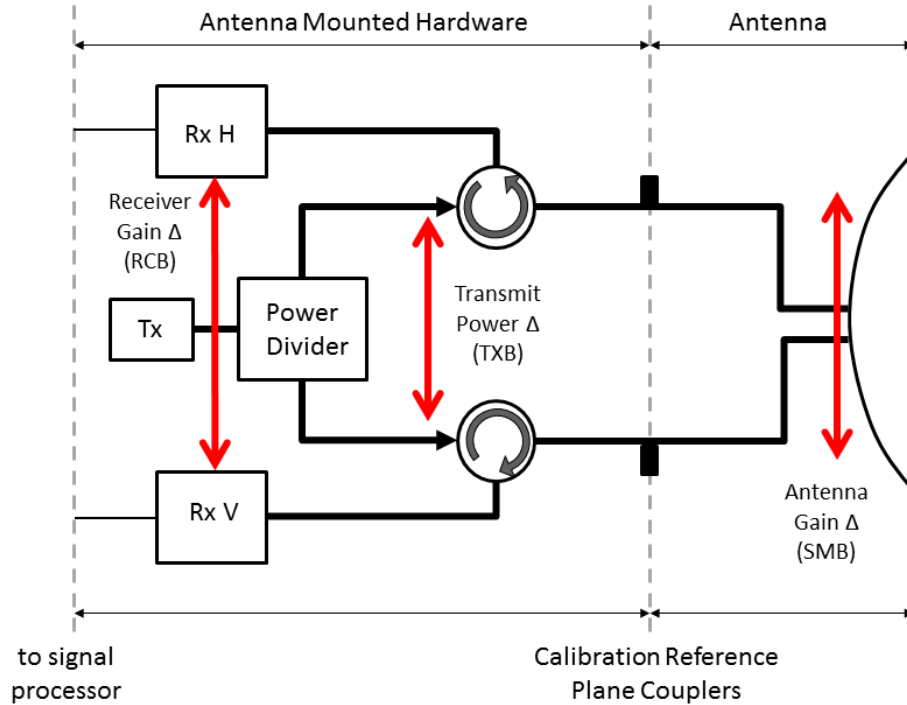 Antenna Mounted Hardware
Antenna
Rx H
Receiver
Gain Δ
(RCB)
Tx
Power
Divider
Transmit
Power Δ
(TXB)
Rx V
Antenna
Gain Δ
(SMB)
to signal
processor
Calibration Reference
Plane Couplers